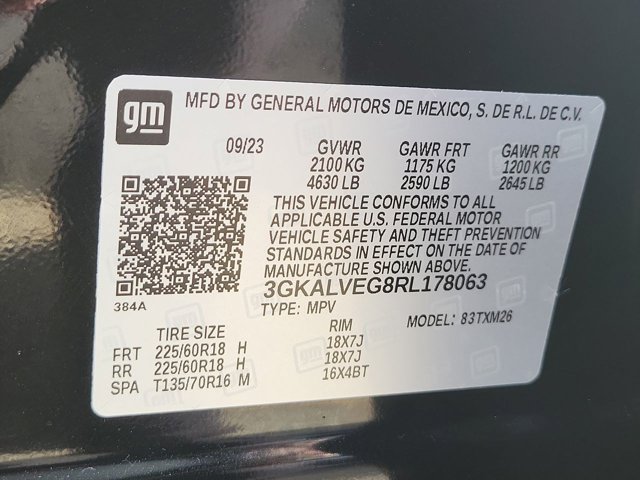 gm
MFD BY GENERAL MOTORS DE MEXICO, S. DE R.L. DE C.V.
09/23 GVWR GAWR FRT GAWR RR
2100 KG 1175 KG 1200 KG
4630 LB 2590 LB 2645 LB
THIS VEHICLE CONFORMS TO ALL
APPLICABLE U.S. FEDERAL MOTOR
VEHICLE SAFETY AND THEFT PREVENTION
STANDARDS IN EFFECT ON THE DATE OF
MANUFACTURE SHOWN ABOVE.
384A
3GKALVEG8RL178063
TYPE: MPV MODEL: 83TXM26
TIRE SIZE RIM
FRT 225/60R18 H 18X7J
RR 225/60R18 H 18X7J
SPA T135/70R16 M 16X4BT